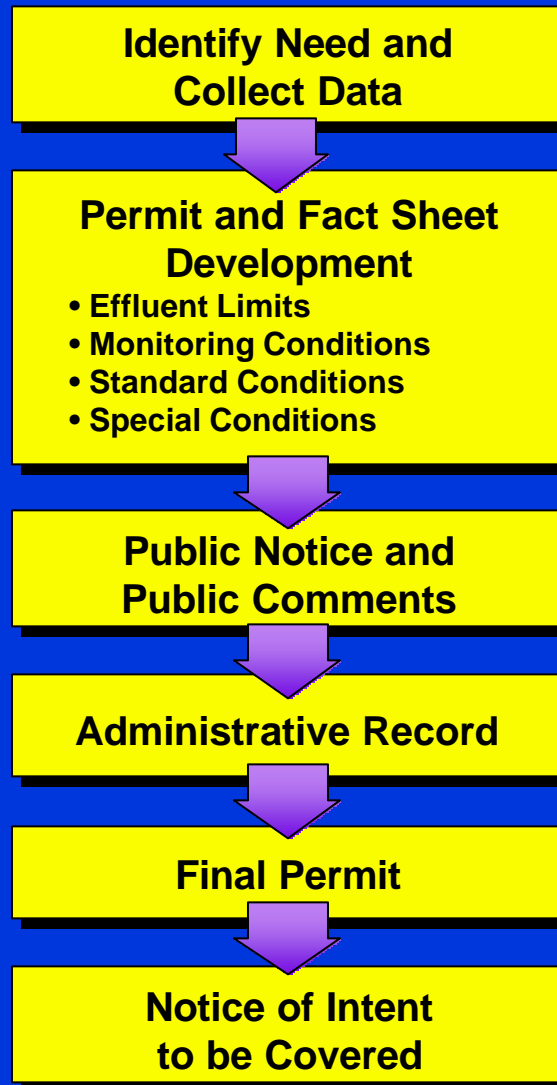 Identify Need and
Collect Data
Permit and Fact Sheet
Development
• Effluent Limits
• Monitoring Conditions
• Standard Conditions
• Special Conditions
Public Notice and
Public Comments
Administrative Record
Final Permit
Notice of Intent
to be Covered